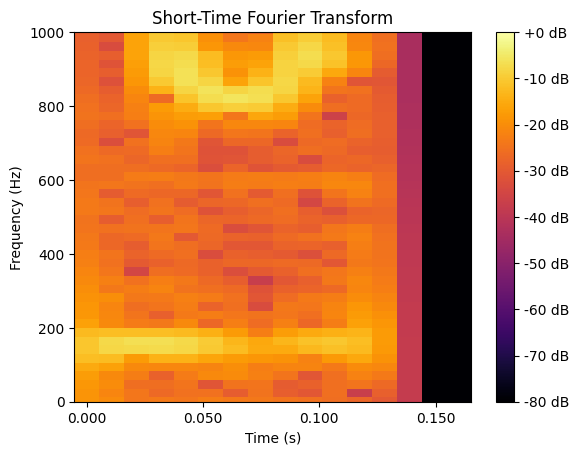 Short-Time Fourier Transform
Frequency (Hz)
1000
800
600
400
200
0
0.000
0.050
0.100
0.150
Time (s)
+0 dB
-10 dB
-20 dB
-30 dB
-40 dB
-50 dB
-60 dB
-70 dB
-80 dB